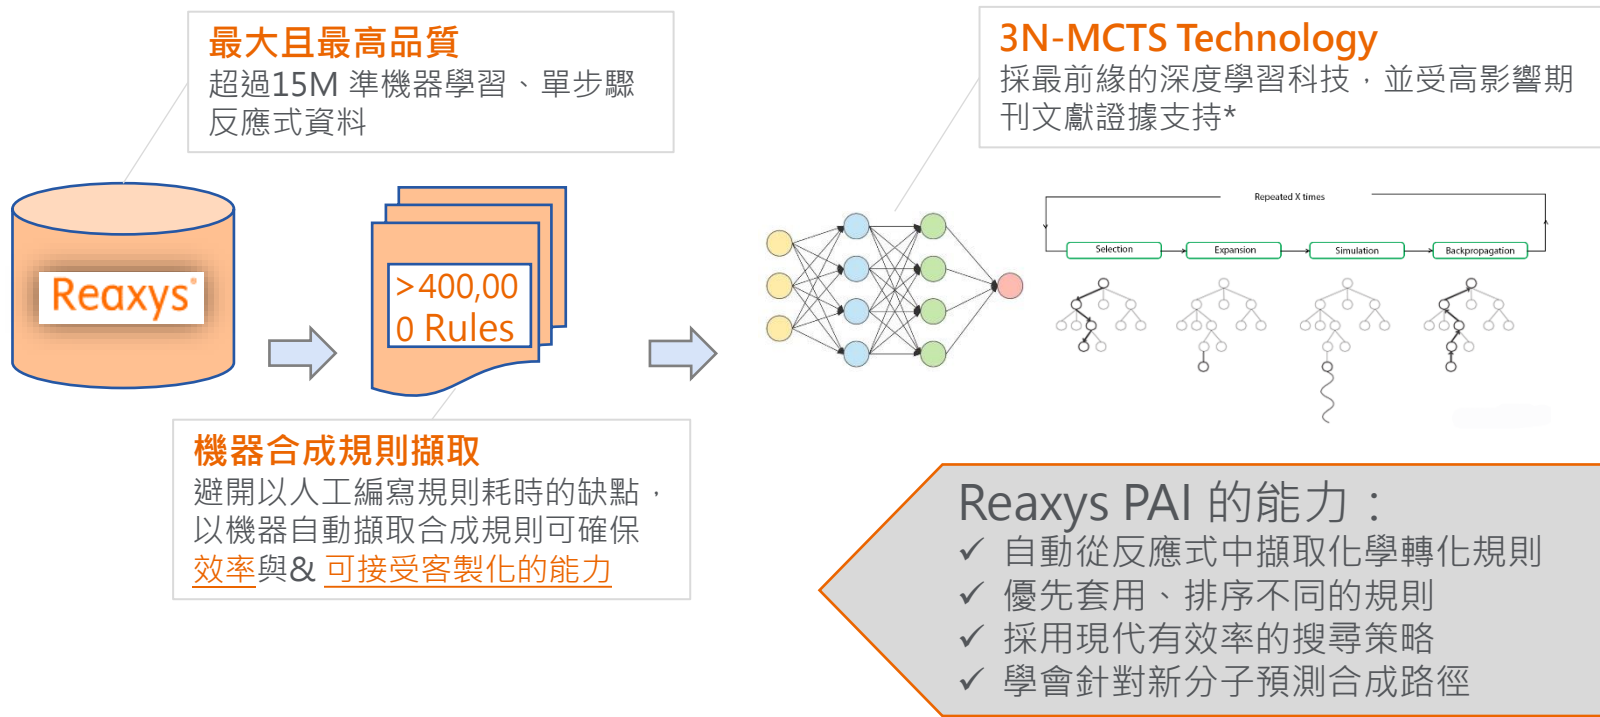 最大且最高品質
超過15M 準機器學習、單步驟
反應式資料
3N-MCTS Technology
採最前緣的深度學習科技，並受高影響期
刊文獻證據支持*
Reaxys®
>400,00
0 Rules
Repeated X times
Selection
Expansion
Simulation
Backpropagation
機器合成規則擷取
避開以人工編寫規則耗時的缺點，
以機器自動擷取合成規則可確保
效率與& 可接受客製化的能力
Reaxys PAI 的能力：
✓ 自動從反應式中擷取化學轉化規則
✓ 優先套用、排序不同的規則
✓ 採用現代有效率的搜尋策略
✓ 學會針對新分子預測合成路徑